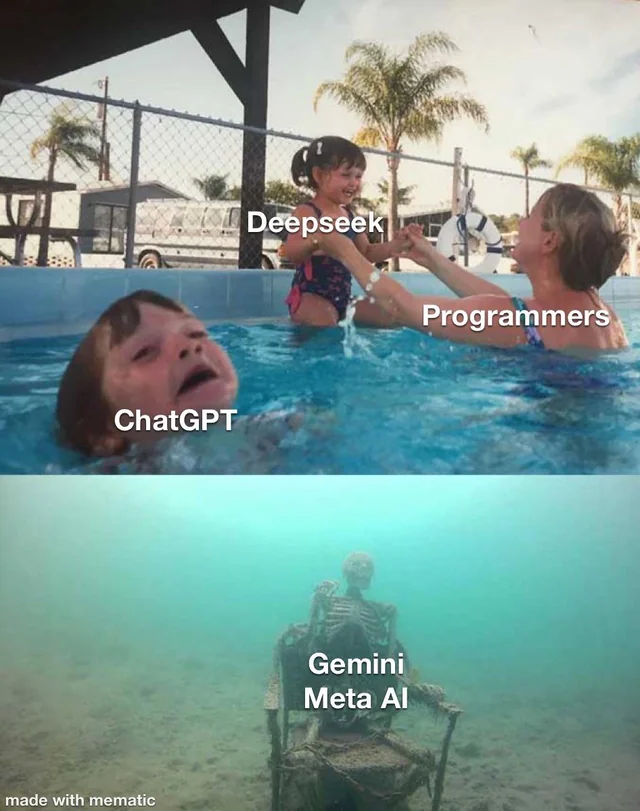 Deepseek
Programmers
ChatGPT
Gemini
Meta AI
made with mematic